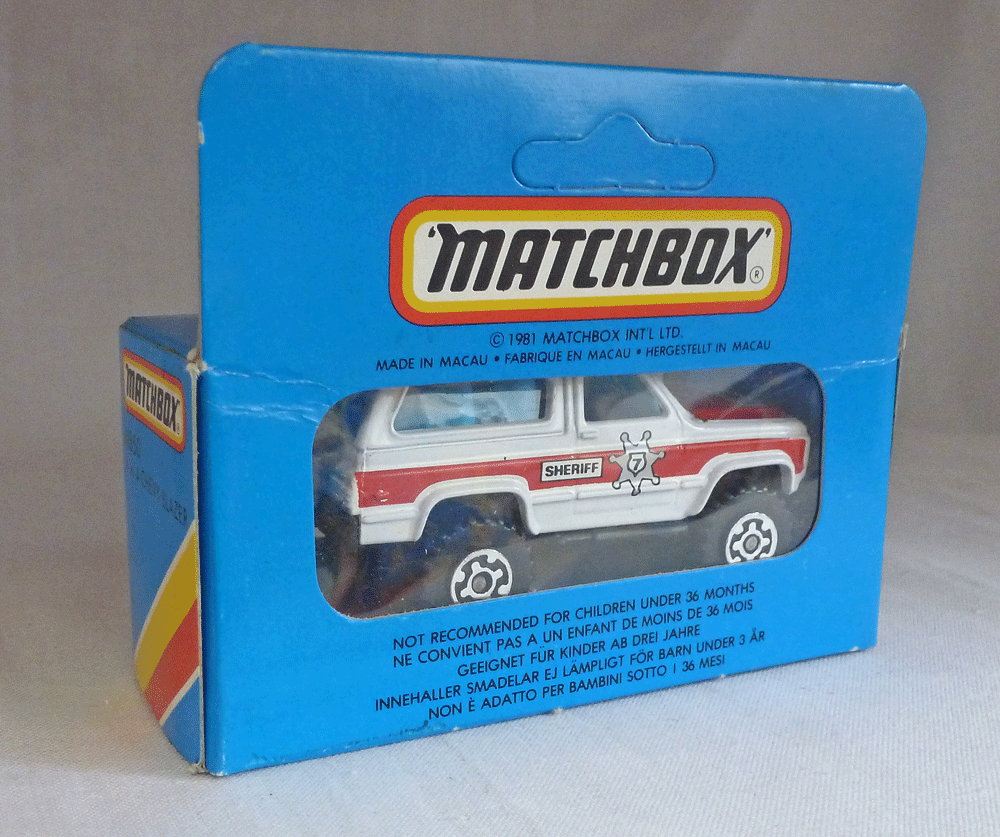 'MATCHBOX'®
© 1981 MATCHBOX INT'L LTD.
MADE IN MACAU • FABRIQUE EN MACAU • HERGESTELLT IN MACAU
SHERIFF
7
NOT RECOMMENDED FOR CHILDREN UNDER 36 MONTHS
NE CONVIENT PAS A UN ENFANT DE MOINS DE 36 MOIS
GEEIGNET FÜR KINDER AB DREI JAHRE
INNEHALLER SMADELAR EJ LÄMPLIGT FÖR BARN UNDER 3 ÅR
NON È ADATTO PER BAMBINI SOTTO I 36 MESI
MATCHBOX
CHEVY BLAZER